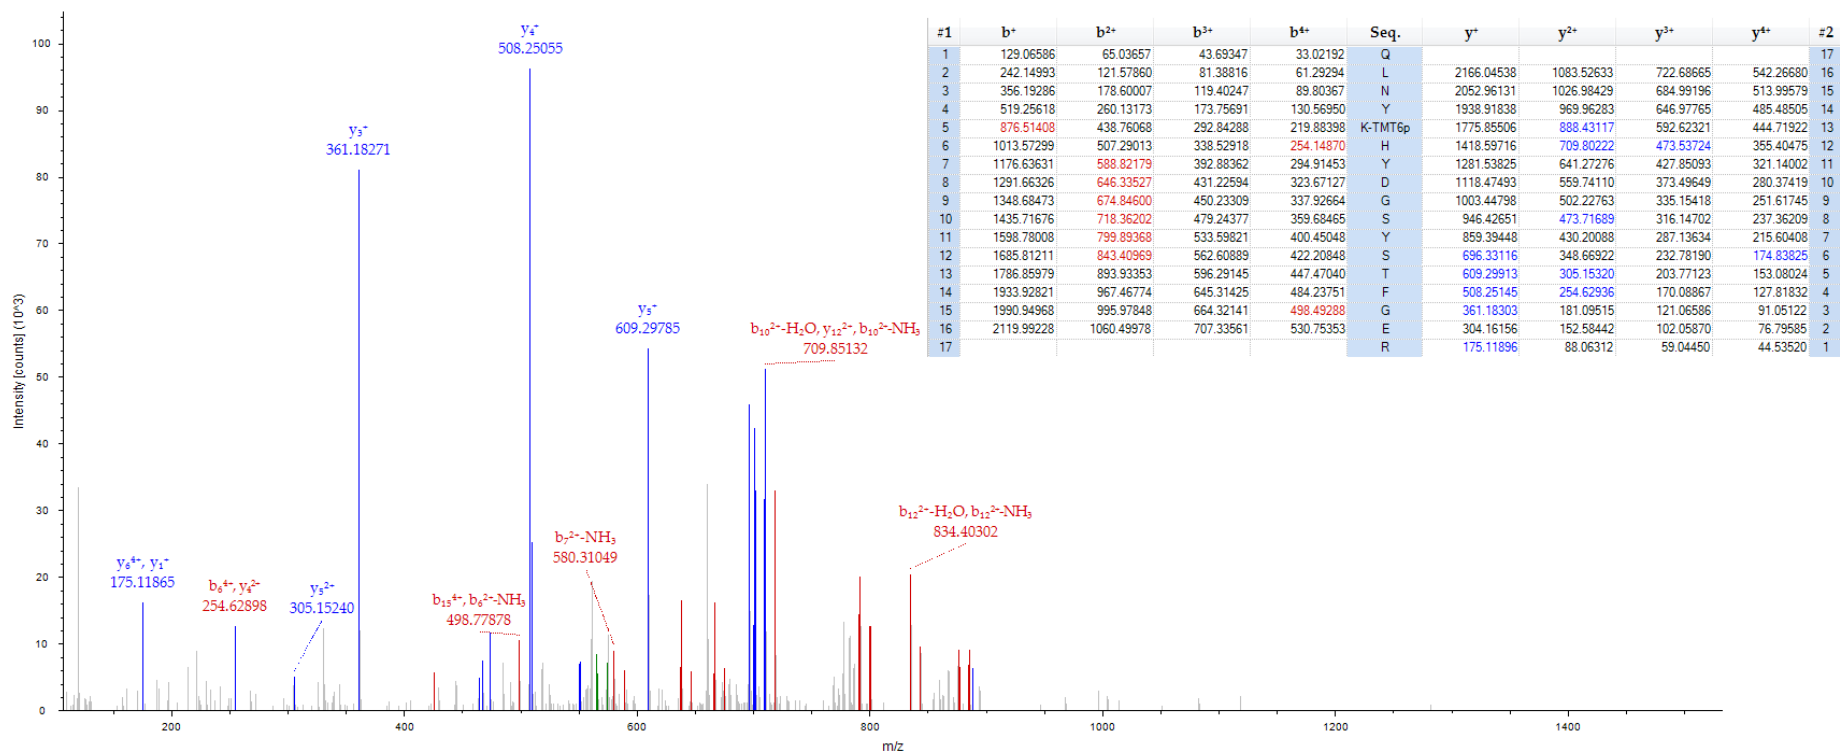 #1 b⁺ b²⁺ b³⁺ b⁴⁺ Seq. y⁺ y²⁺ y³⁺ y⁴⁺ #2
1 129.06586 65.03657 43.69347 33.02192 Q 17
2 242.14993 121.57860 81.38816 61.29294 L 2166.04538 1083.52633 722.68665 542.26680 16
3 356.19286 178.60007 119.40247 89.80367 N 2052.96131 1026.98429 684.99196 513.99579 15
4 519.25618 260.13173 173.75691 130.56950 Y 1938.91838 969.96283 646.97765 485.48505 14
5 876.51408 438.76068 292.84288 219.88398 K-TMT6p 1775.85506 888.43117 592.62321 444.71922 13
6 1013.57299 507.29013 338.52918 254.14870 H 1418.59716 709.80222 473.53724 355.40475 12
7 1176.63631 588.82179 392.88362 294.91453 Y 1281.53825 641.27276 427.85093 321.14002 11
8 1291.66326 646.33527 431.22594 323.67127 D 1118.47493 559.74110 373.49649 280.37419 10
9 1348.68473 674.84600 450.23309 337.92664 G 1003.44798 502.22763 335.15418 251.61745 9
10 1435.71676 718.36202 479.24377 359.68465 S 946.42651 473.71689 316.14702 237.36209 8
11 1598.78008 799.89368 533.59821 400.45048 Y 859.39448 430.20088 287.13634 215.60408 7
12 1685.81211 843.40969 562.60889 422.20848 S 696.33116 348.66922 232.78190 174.83825 6
13 1786.85979 893.93353 596.29145 447.47040 T 609.29913 305.15320 203.77123 153.08024 5
14 1933.92821 967.46774 645.31425 484.23751 F 508.25145 254.62936 170.08867 127.81832 4
15 1990.94968 995.97848 664.32141 498.49288 G 361.18303 181.09515 121.06586 91.05122 3
16 2119.99228 1060.49978 707.33561 530.75353 E 304.16156 152.58442 102.05870 76.79585 2
17 R 175.11896 88.06312 59.04450 44.53520 1
y₄⁺
508.25055
y₃⁺
361.18271
y₅⁺
609.29785
b₁₀²⁺-H₂O, y₁₂²⁺, b₁₀²⁺-NH₃
709.85132
b₁₂²⁺-H₂O, b₁₂²⁺-NH₃
834.40302
b₇²⁺-NH₃
580.31049
y₆⁴⁺, y₁⁺
175.11865
b₆⁴⁺, y₄²⁺
254.62898
y₅²⁺
305.15240
b₁₅⁴⁺, b₆²⁺-NH₃
498.77878
Intensity [counts] (10^3)
100
90
80
70
60
50
40
30
20
10
0
200 400 600 800 1000 1200 1400
m/z